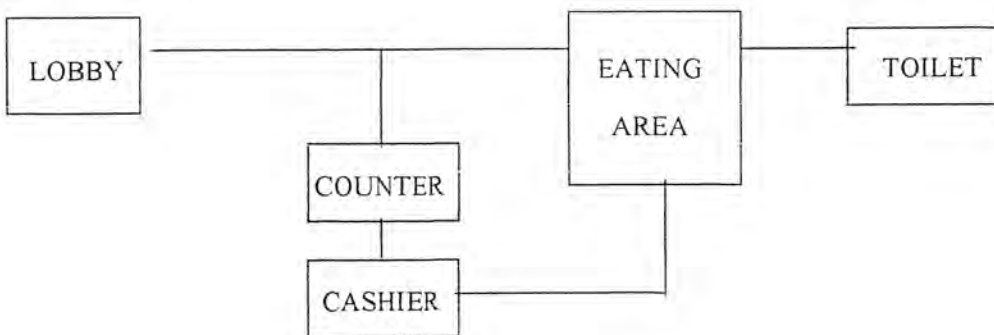 LOBBY
EATING
AREA
TOILET
COUNTER
CASHIER